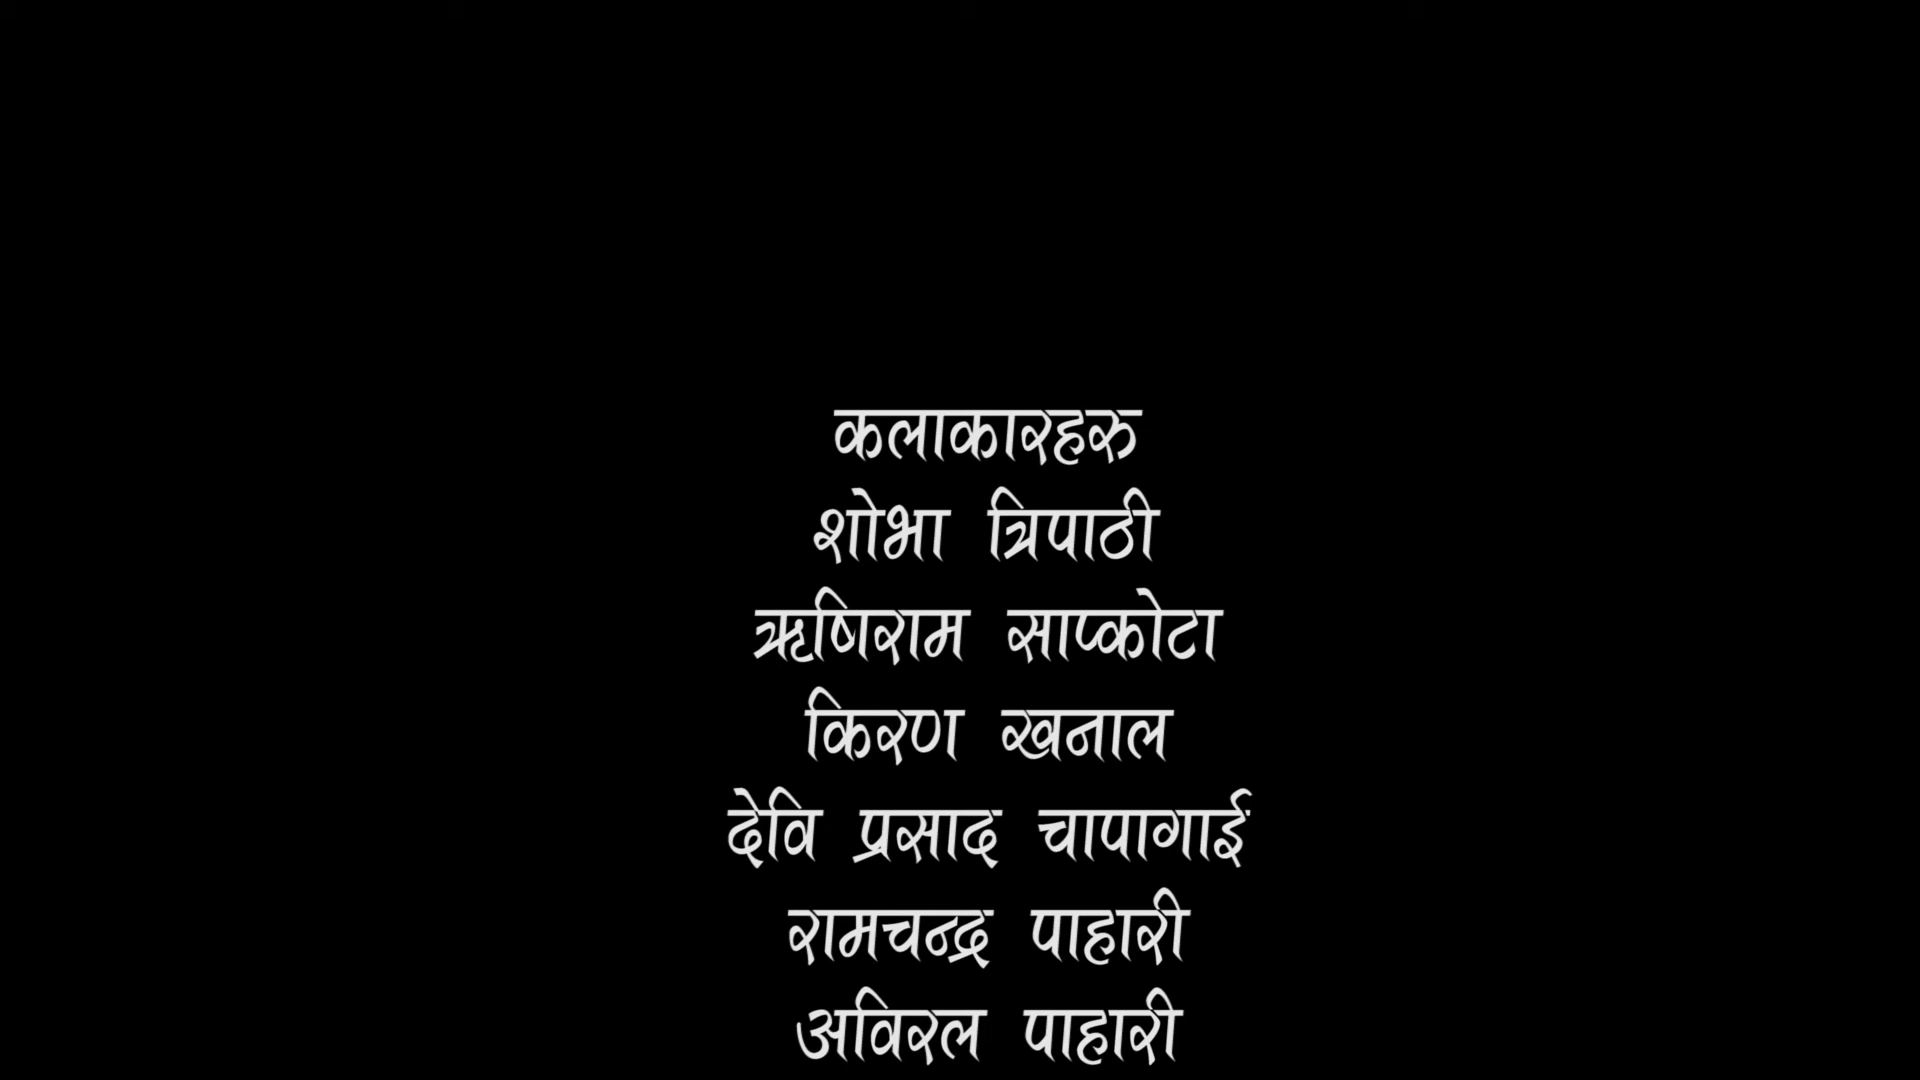 कलाकारहरु
शोभा त्रिपाठी
ऋषिराम साप्कोटा
किरण खनाल
देवि प्रसाद चापागाई
रामचन्द्र पाहारी
अविरल पाहारी